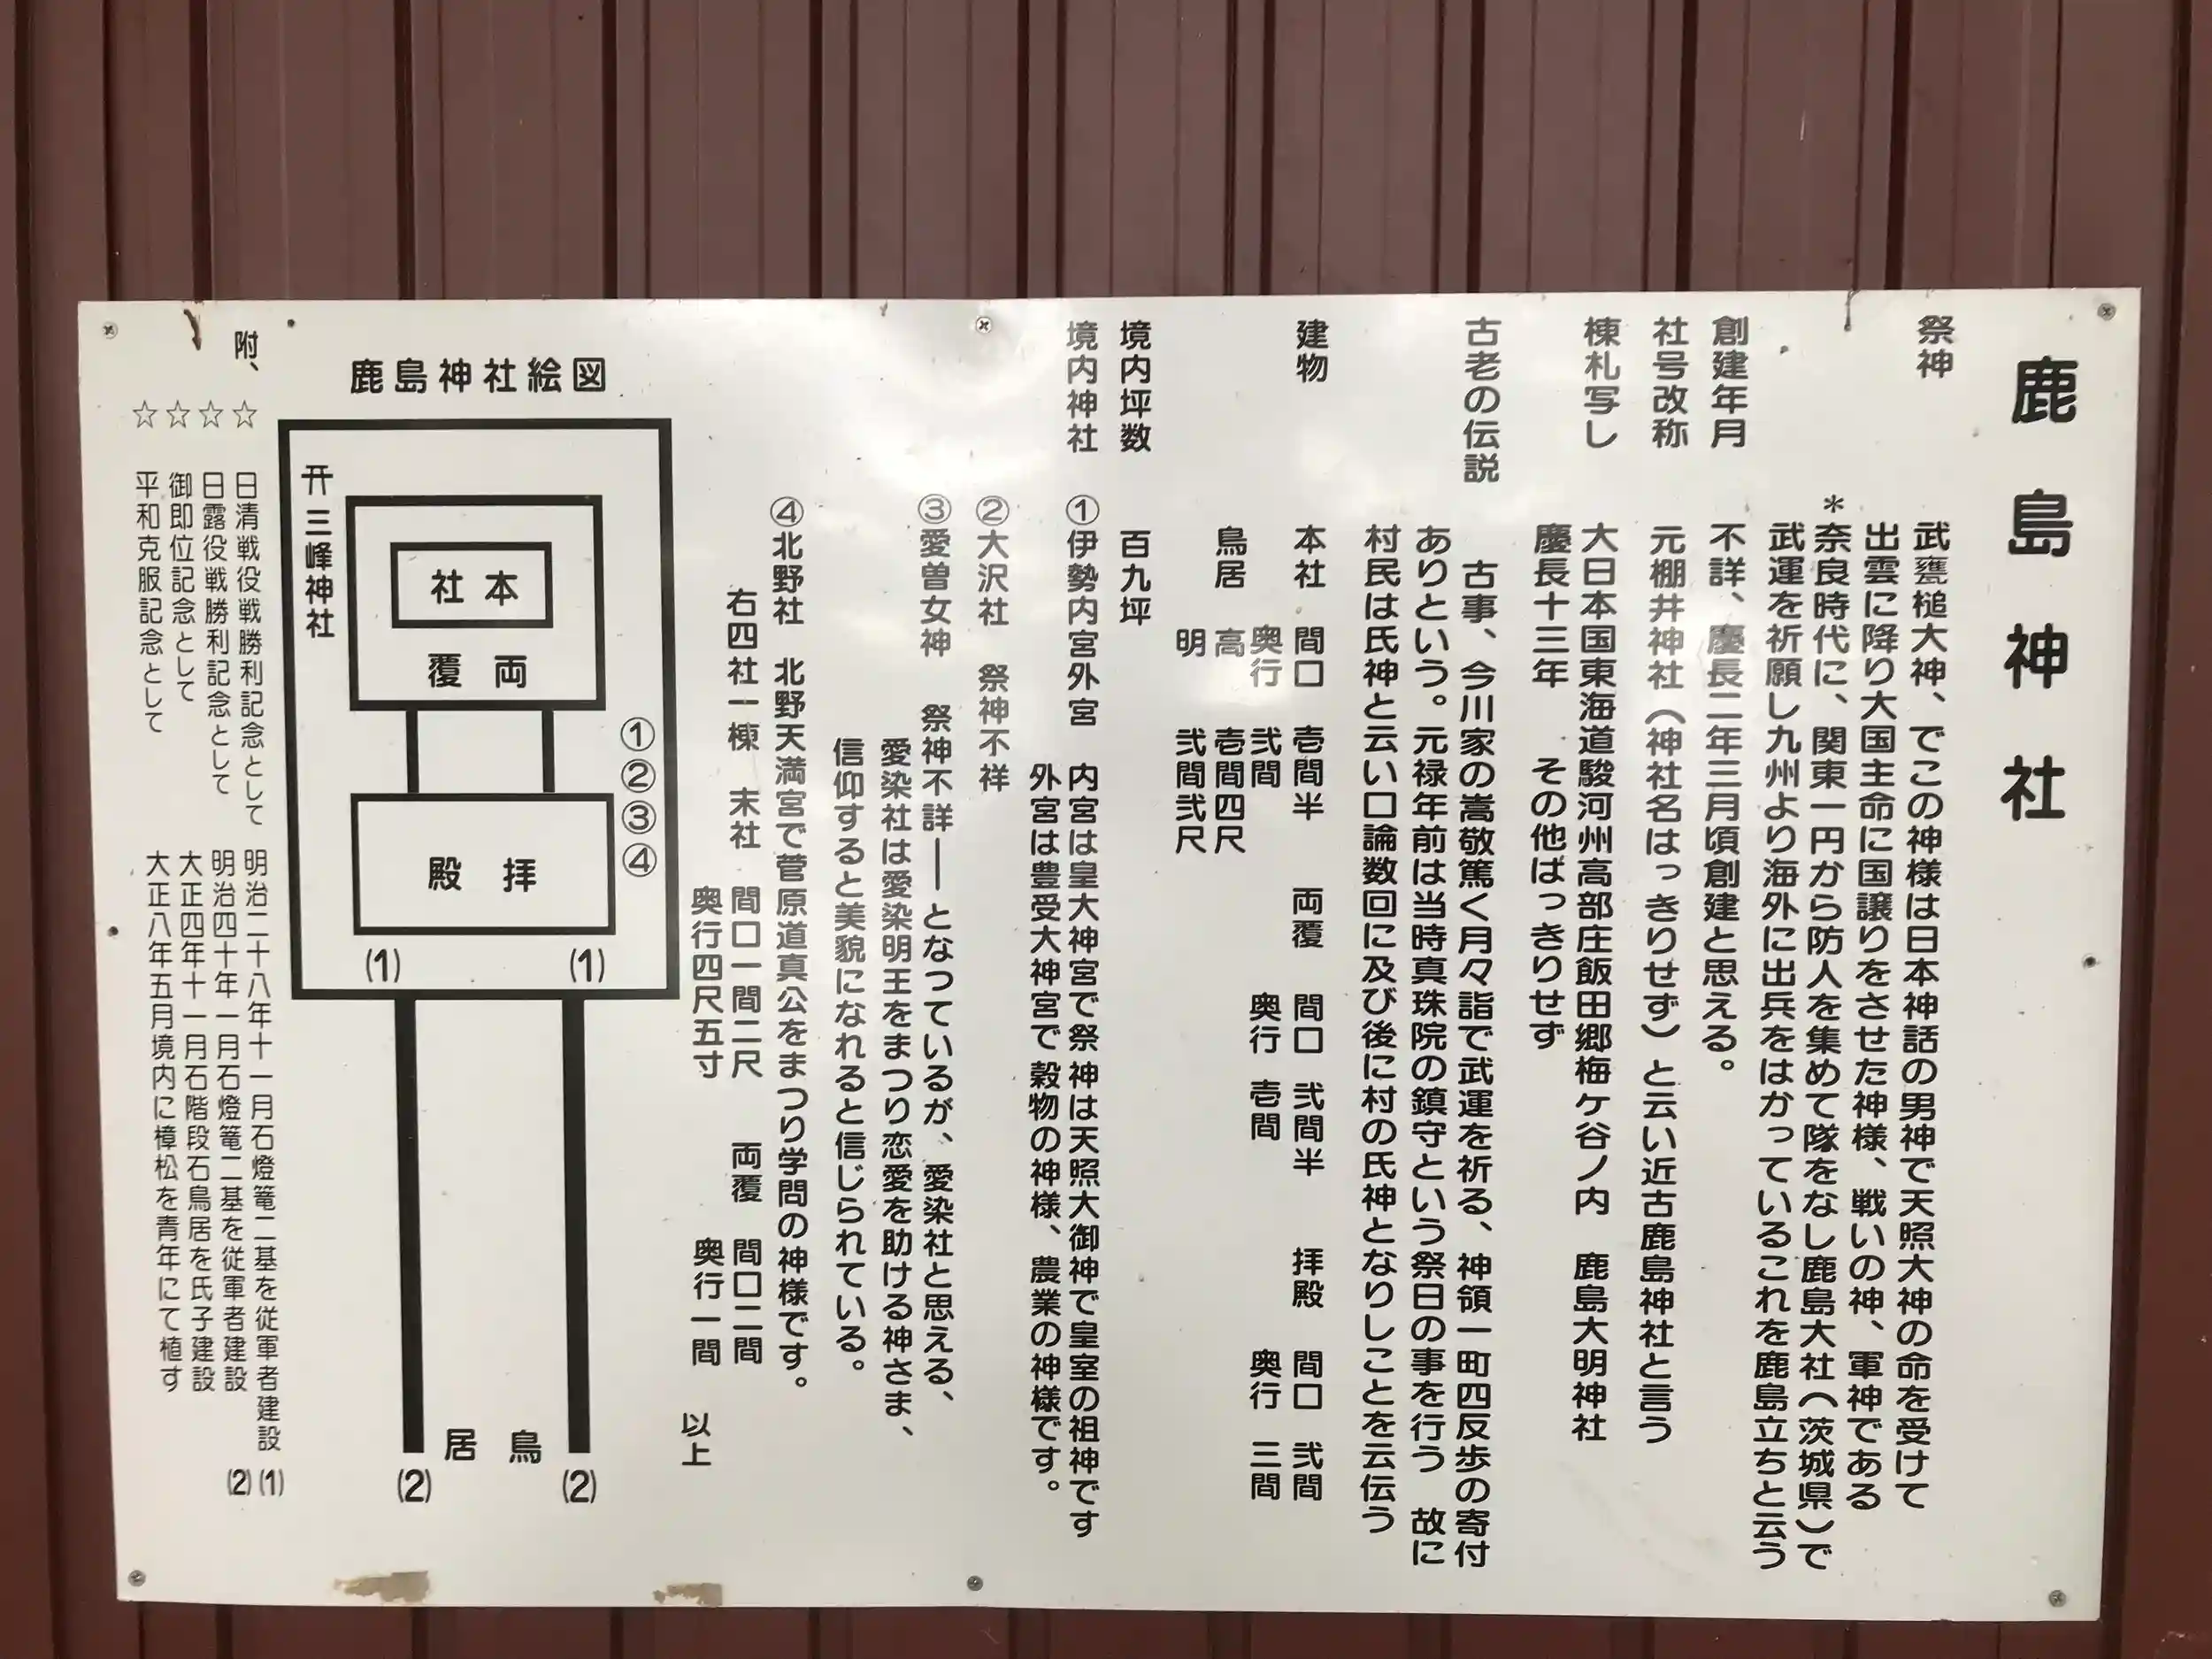 鹿島神社
祭神
武甕槌大神、でこの神様は日本神話の男神で天照大神の命を受けて
出雲に降り大国主命に国譲りをさせた神様、戦いの神、軍神である
*奈良時代に、関東一円から防人を集めて隊をなし鹿島大社(茨城県)で
武運を祈願し九州より海外に出兵をはかっているこれを鹿島立ちと云う
創建年月 不詳、慶長二年三月頃創建と思える。
社号改称 元棚井神社(神社名はっきりせず)と云い近古鹿島神社と言う
棟札写し 大日本国東海道駿河州高部庄飯田郷梅ケ谷ノ内 鹿島大明神社
慶長十三年 その他はっきりせず
古老の伝説 古事、今川家の嵩敬篤く月々詣で武運を祈る、神領一町四反歩の寄付
ありという。元禄年前は当時真珠院の鎮守という祭日の事を行う 故に
村民は氏神と云い口論数回に及び後に村の氏神となりしことを云伝う
建物 本社 間口 壱間半 両覆 間口 弐間半 拝殿 間口 弐間
奥行 弐間 奥行 壱間 奥行 三間
鳥居 高 壱間四尺
明 弐間弐尺
境内坪数 百九坪
境内神社 ①伊勢内宮外宮 内宮は皇大神宮で祭神は天照大御神で皇室の祖神です
外宮は豊受大神宮で 穀物の神様、農業の神様です。
②大沢社 祭神不祥
③愛曽女神 祭神不詳―となつているが、愛染社と思える、
愛染社は愛染明王をまつり恋愛を助ける神さま、
信仰すると美貌になれると信じられている。
④北野社 北野天満宮で菅原道真公をまつり学問の神様です。
右四社一棟 末社 間口一間二尺 両覆 間口二間
奥行四尺五寸 奥行一間
以上
鹿島神社絵図
三峰神社
社本
覆両
①
②
③
④
殿拝
(1) (1)
居鳥
(2) (2)
附、☆ 日清戦役戦勝利記念として 明治二十八年十一月石燈篭二基を従軍者建設 (1)
☆ 日露役戦勝利記念として 明治四十年一月石燈篭二基を従軍者建設 (2)
☆ 御即位記念として 大正四年十一月石階段石鳥居を氏子建設
☆ 平和克服記念として 大正八年五月境内に樟松を青年にて植す